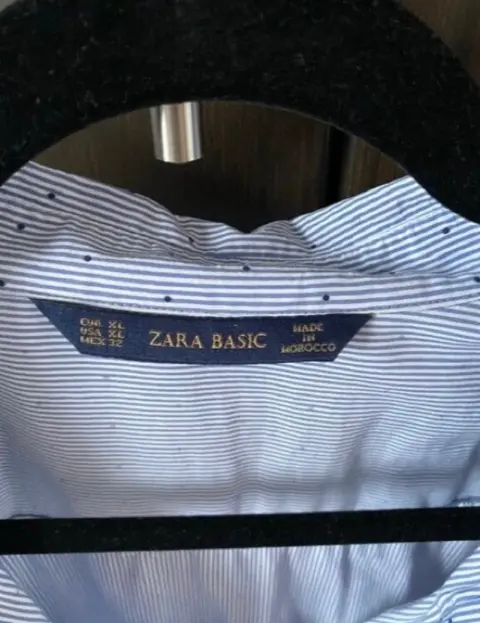 EUR XL
USA XL
MEX 32
ZARA BASIC
MADE
IN
MOROCCO